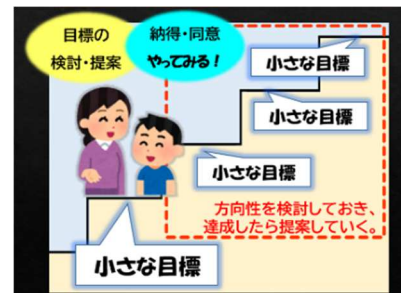 目標の
検討・提案
納得・同意
やってみる！
小さな目標
小さな目標
小さな目標
方向性を検討しておき、
達成したら提案していく。
小さな目標